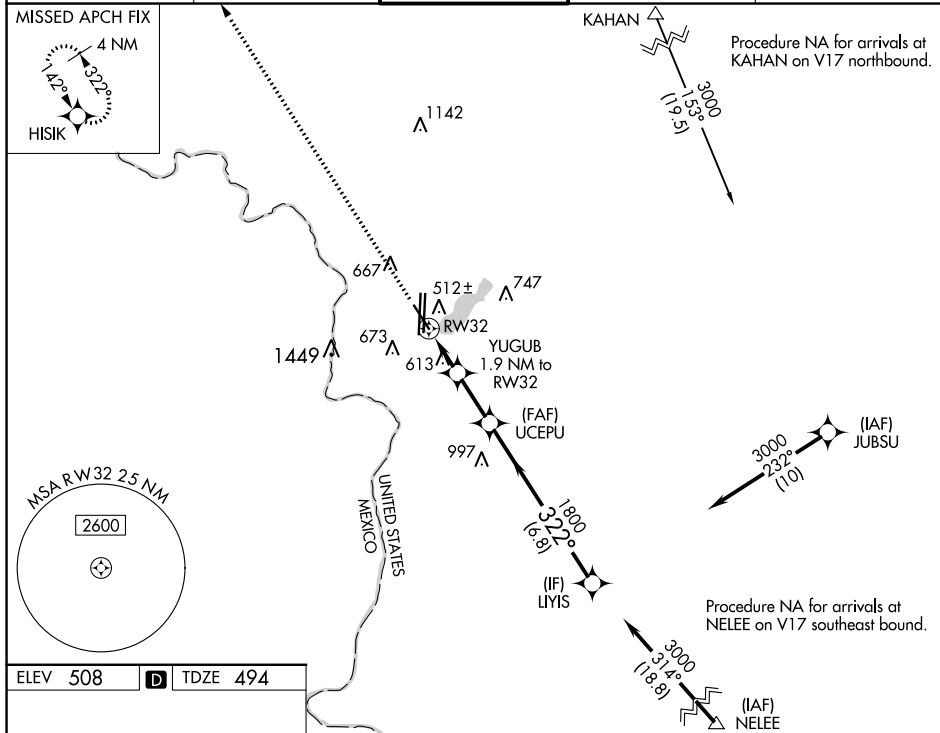 MISSED APCH FIX
4 NM
142°
322°
HISIK
KAHAN
Procedure NA for arrivals at
KAHAN on V17 northbound.
3000
153°
(19.5)
1142
667
512±
747
RW32
673
1449
613
YUGUB
1.9 NM to
RW32
(FAF)
UCEPU
997
(IAF)
JUBSU
3000
232°
(10)
UNITED STATES
MEXICO
MSA RW32 25 NM
2600
1800
322°
(6.8)
(IF)
LIYIS
Procedure NA for arrivals at
NELEE on V17 southeast bound.
3000
314°
(18.8)
(IAF)
NELEE
ELEV 508 D TDZE 494